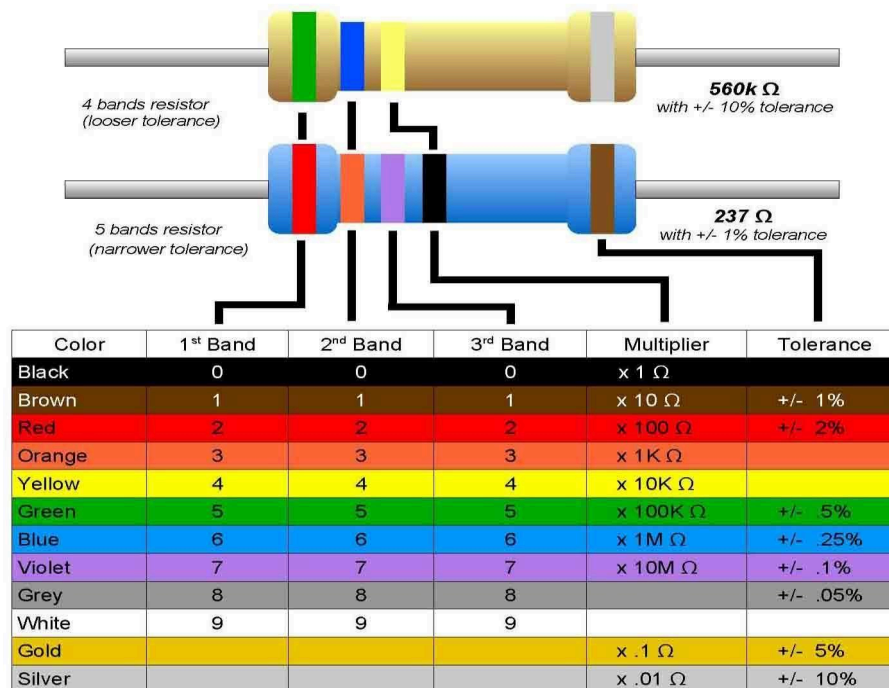 560k Ω
with +/- 10% tolerance
4 bands resistor
(looser tolerance)
237 Ω
with +/- 1% tolerance
5 bands resistor
(narrower tolerance)
Color 1st Band 2nd Band 3rd Band Multiplier Tolerance
Black 0 0 0 x 1 Ω
Brown 1 1 1 x 10 Ω +/- 1%
Red 2 2 2 x 100 Ω +/- 2%
Orange 3 3 3 x 1K Ω
Yellow 4 4 4 x 10K Ω
Green 5 5 5 x 100K Ω +/- .5%
Blue 6 6 6 x 1M Ω +/- .25%
Violet 7 7 7 x 10M Ω +/- .1%
Grey 8 8 8 +/- .05%
White 9 9 9
Gold x .1 Ω +/- 5%
Silver x .01 Ω +/- 10%